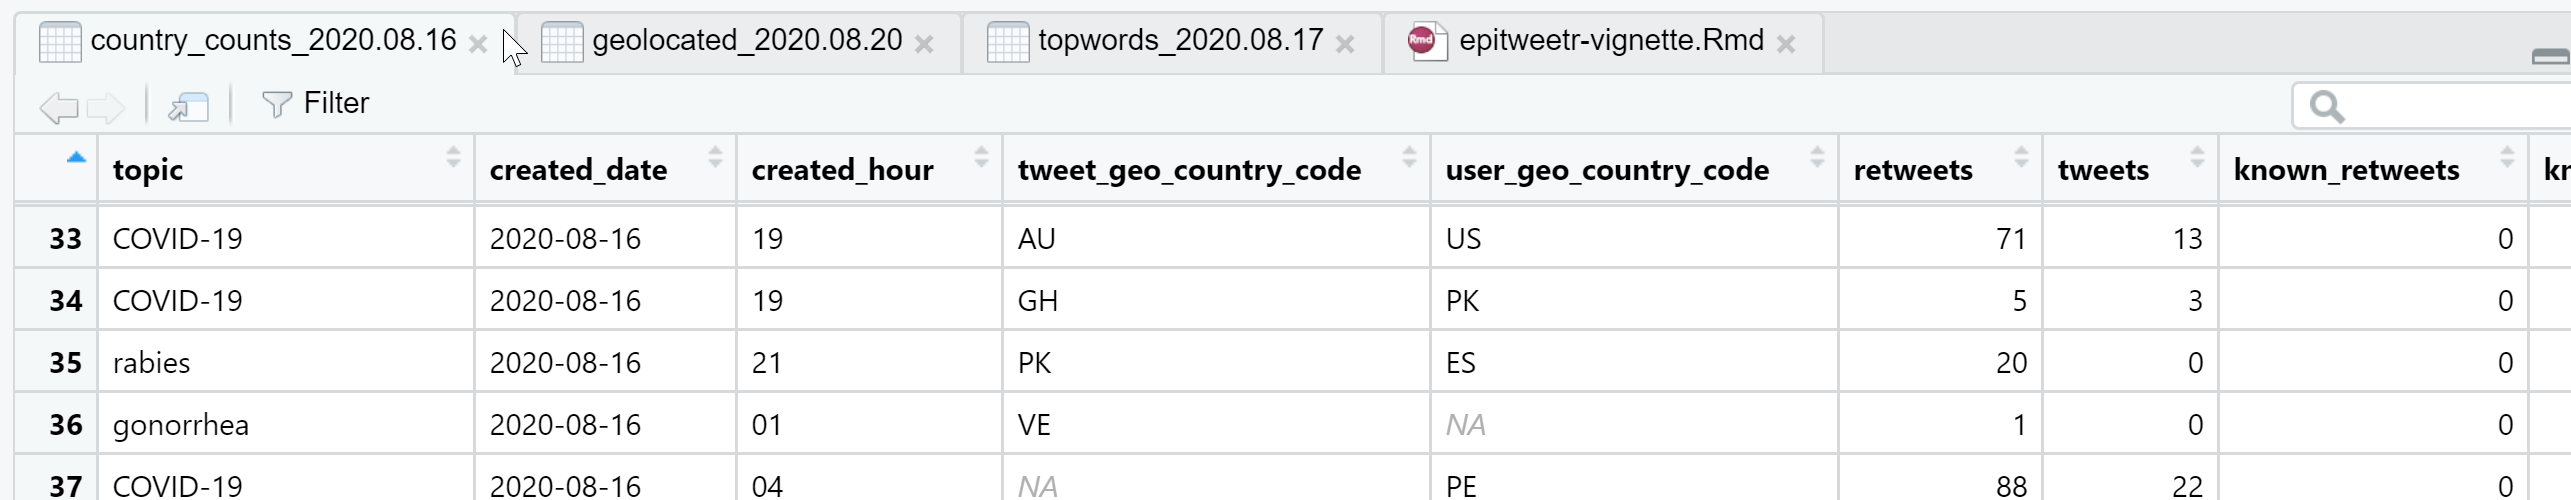 country_counts_2020.08.16 geolocated_2020.08.20 topwords_2020.08.17 Rmd epitweetr-vignette.Rmd
Filter
topic created_date created_hour tweet_geo_country_code user_geo_country_code retweets tweets known_retweets kn
33 COVID-19 2020-08-16 19 AU US 71 13 0
34 COVID-19 2020-08-16 19 GH PK 5 3 0
35 rabies 2020-08-16 21 PK ES 20 0 0
36 gonorrhea 2020-08-16 01 VE NA 1 0 0
37 COVID-19 2020-08-16 04 NA PE 88 22 0